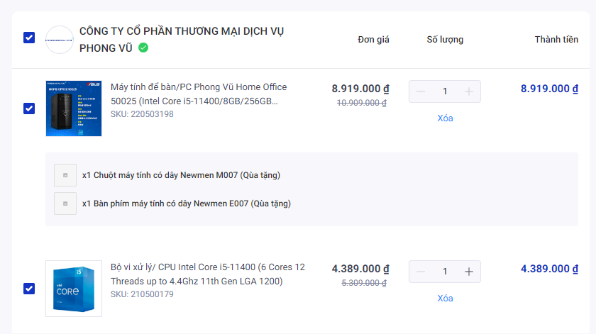 CÔNG TY CỔ PHẦN THƯƠNG MẠI DỊCH VỤ
PHONG VŨ
Đơn giá
Số lượng
Thành tiền
Máy tính để bàn/PC Phong Vũ Home Office
50025 (Intel Core i5-11400/8GB/256GB...
SKU: 220503198
8.919.000 ₫
10.909.000 ₫
1
Xóa
8.919.000 ₫
x1 Chuột máy tính có dây Newmen M007 (Qùa tặng)
x1 Bàn phím máy tính có dây Newmen E007 (Qùa tặng)
Bộ vi xử lý/ CPU Intel Core i5-11400 (6 Cores 12
Threads up to 4.4Ghz 11th Gen LGA 1200)
SKU: 210500179
4.389.000 ₫
5.309.000 ₫
1
Xóa
4.389.000 ₫
i5
CORE